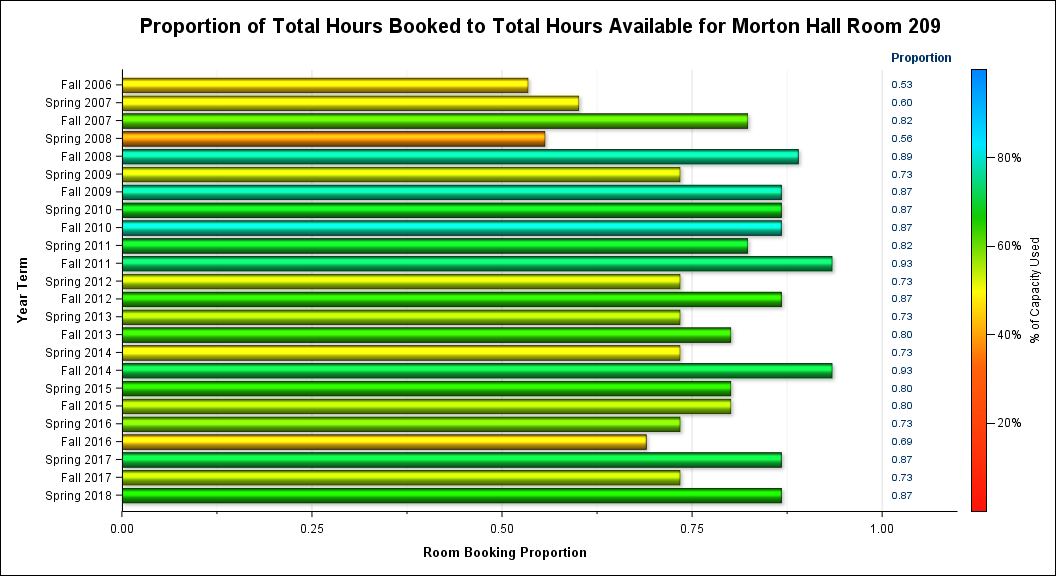 Proportion of Total Hours Booked to Total Hours Available for Morton Hall Room 209
Proportion
Fall 2006 0.53
Spring 2007 0.60
Fall 2007 0.82
Spring 2008 0.56
Fall 2008 0.89
Spring 2009 0.73
Fall 2009 0.87
Spring 2010 0.87
Fall 2010 0.87
Spring 2011 0.82
Fall 2011 0.93
Spring 2012 0.73
Fall 2012 0.87
Spring 2013 0.73
Fall 2013 0.80
Spring 2014 0.73
Fall 2014 0.93
Spring 2015 0.80
Fall 2015 0.80
Spring 2016 0.73
Fall 2016 0.69
Spring 2017 0.87
Fall 2017 0.73
Spring 2018 0.87
Year Term
0.00 0.25 0.50 0.75 1.00
Room Booking Proportion
80%
60%
40%
20%
% of Capacity Used